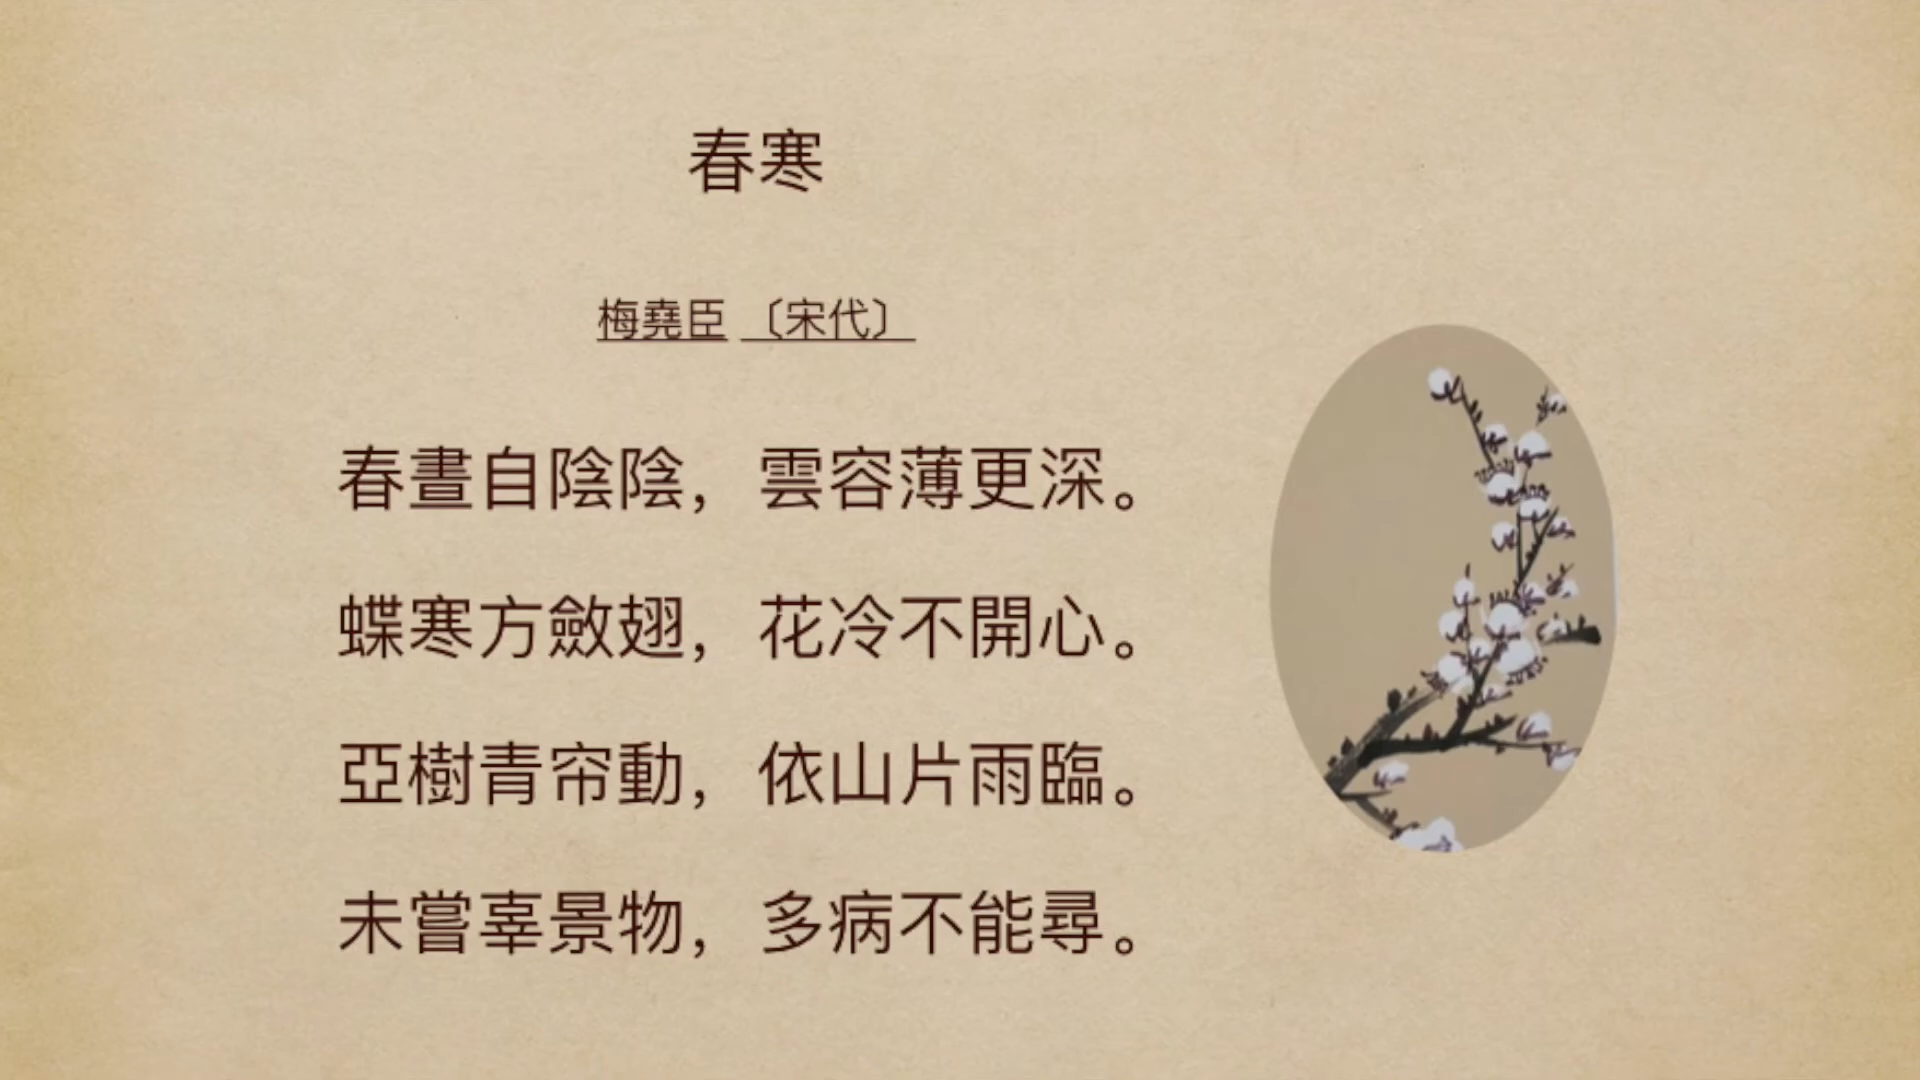 春寒
梅堯臣 〔宋代〕
春晝自陰陰，雲容薄更深。
蝶寒方斂翅，花冷不開心。
亞樹青帘動，依山片雨臨。
未嘗辜景物，多病不能尋。